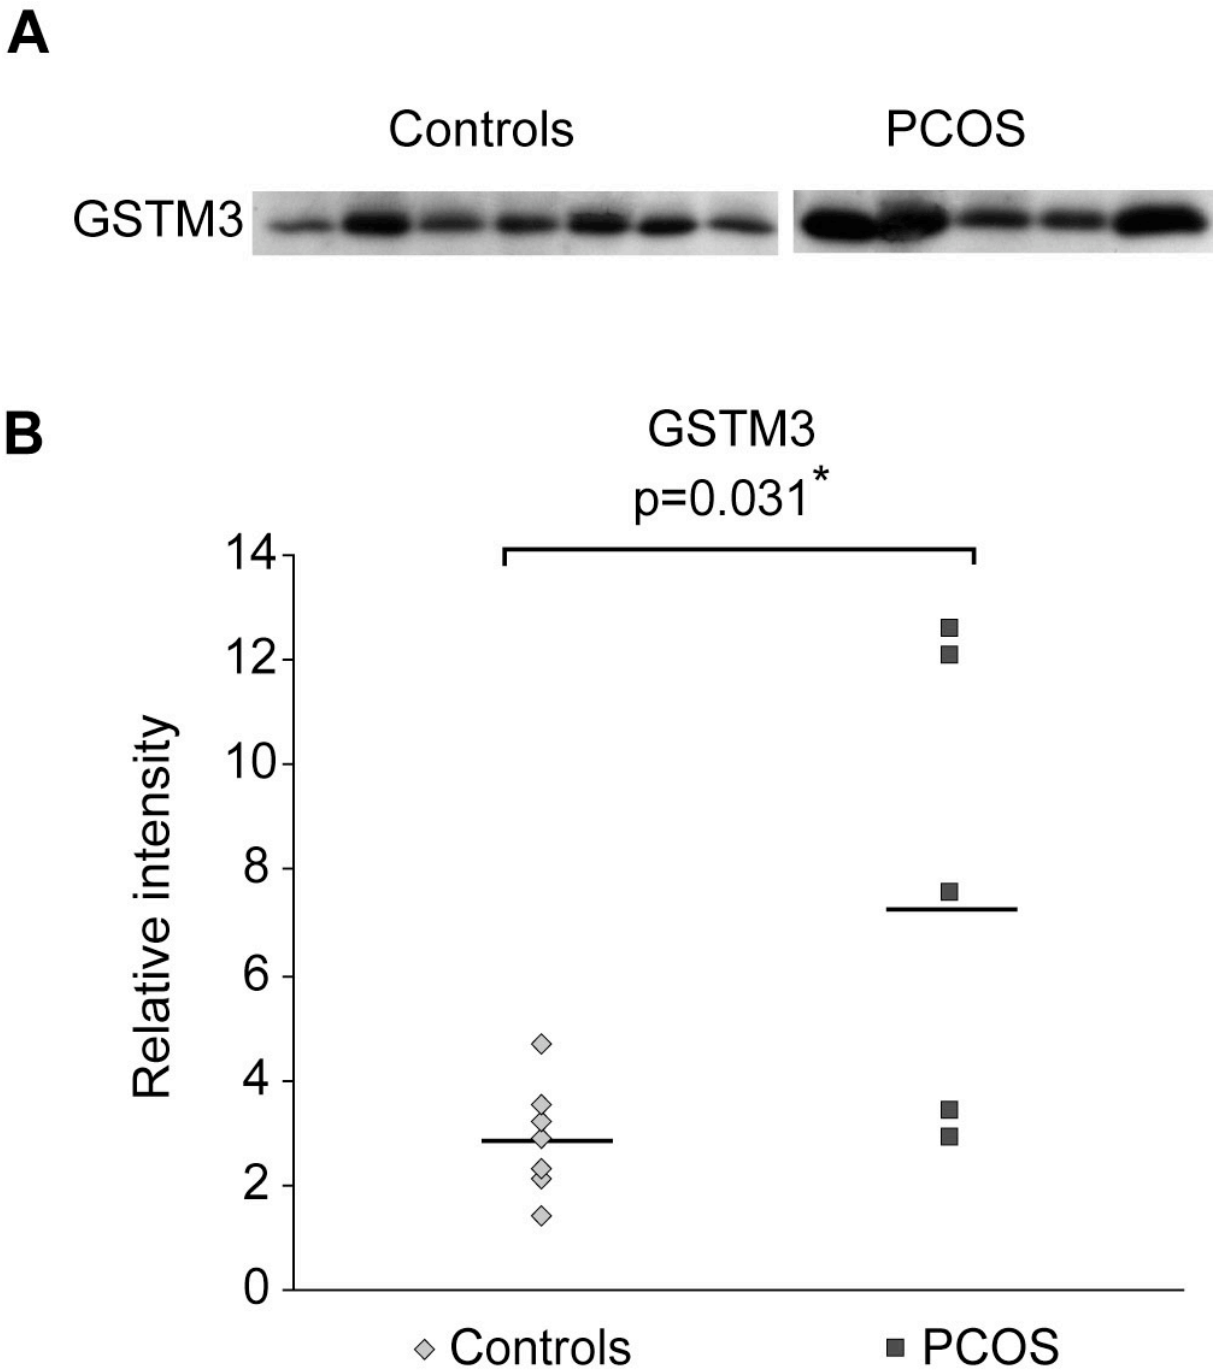 A
Controls
PCOS
GSTM3
B
GSTM3
p=0.031*
14
12
10
8
6
4
2
0
Relative intensity
Controls
PCOS